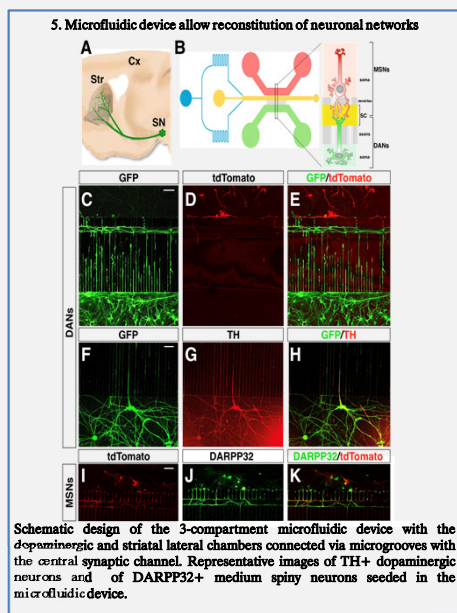 5. Microfluidic device allow reconstitution of neuronal networks
A
B
Cx
Str
SN
MSNs
soma
dendrites
SC
axons
DANs
soma
GFP
tdTomato
GFP/tdTomato
C
D
E
DANs
GFP
TH
GFP/TH
F
G
H
tdTomato
DARPP32
DARPP32/tdTomato
MSNs
I
J
K
Schematic design of the 3-compartment microfluidic device with the
dopaminergic and striatal lateral chambers connected via microgrooves with
the central synaptic channel. Representative images of TH+ dopaminergic
neurons and of DARPP32+ medium spiny neurons seeded in the
microfluidic device.